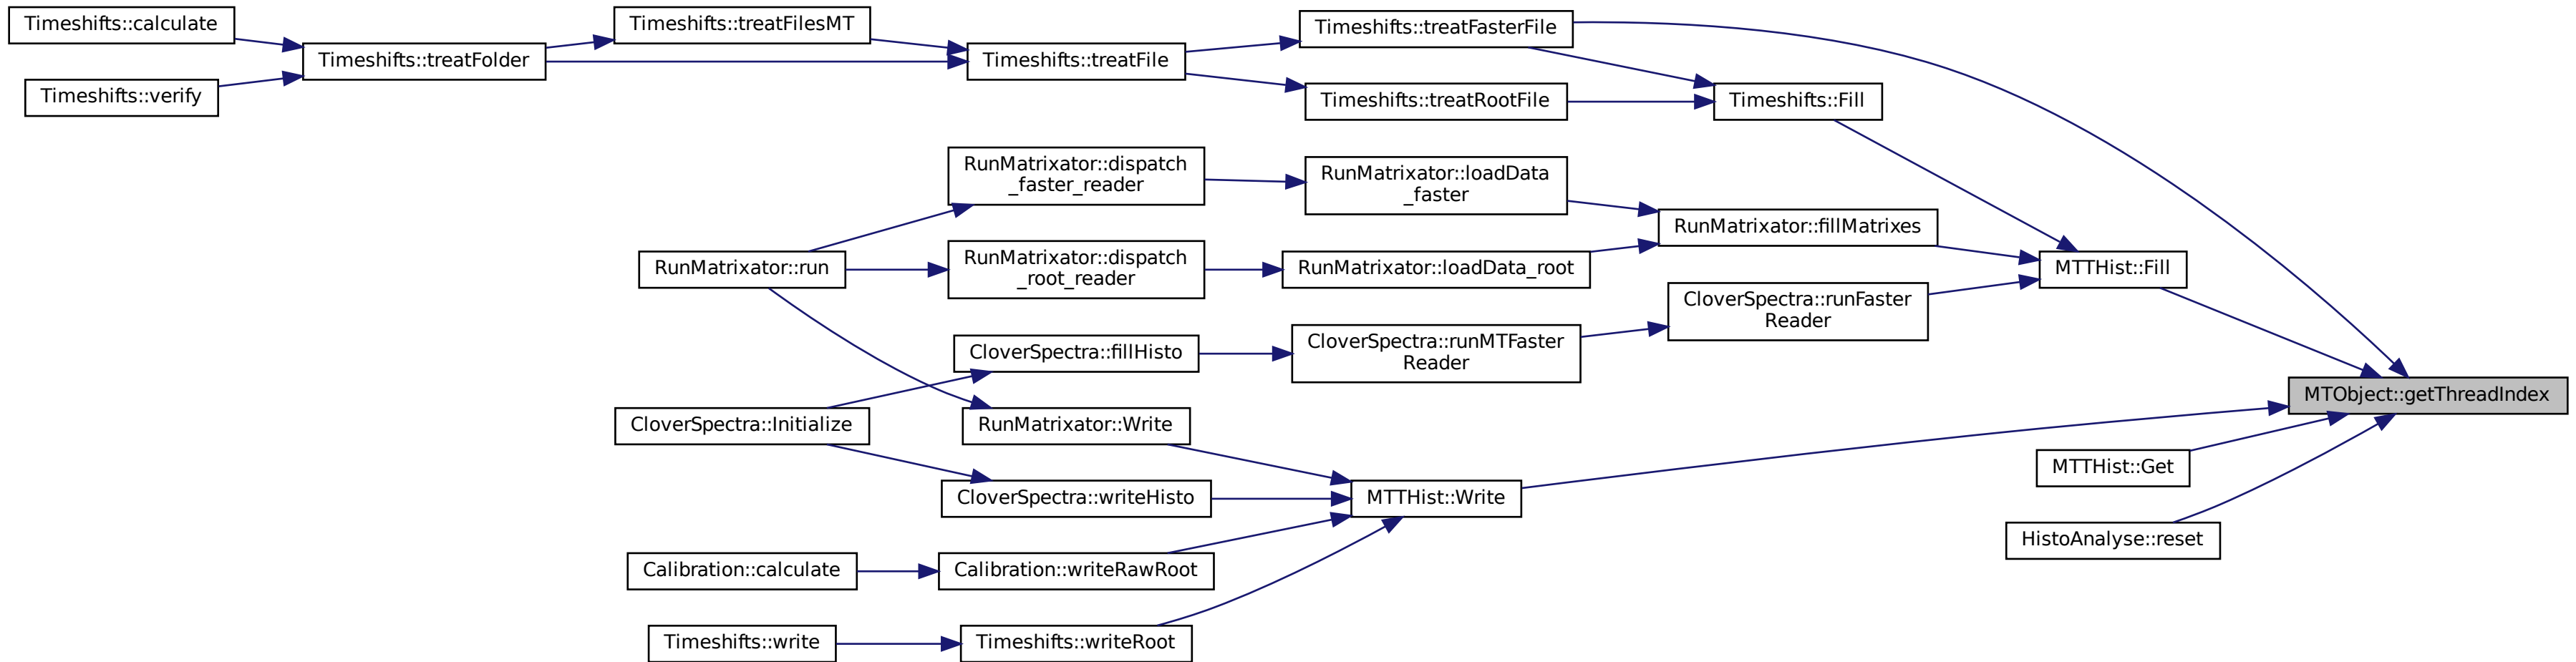 Timeshifts::calculate
Timeshifts::verify
Timeshifts::treatFolder
Timeshifts::treatFilesMT
Timeshifts::treatFile
Timeshifts::treatFasterFile
Timeshifts::treatRootFile
Timeshifts::Fill
RunMatrixator::dispatch
_faster_reader
RunMatrixator::loadData
_faster
RunMatrixator::fillMatrixes
RunMatrixator::run
RunMatrixator::dispatch
_root_reader
RunMatrixator::loadData_root
MTTHist::Fill
CloverSpectra::runFaster
Reader
CloverSpectra::fillHisto
CloverSpectra::runMTFaster
Reader
MTObject::getThreadIndex
CloverSpectra::Initialize
RunMatrixator::Write
MTTHist::Get
CloverSpectra::writeHisto
MTTHist::Write
HistoAnalyse::reset
Calibration::calculate
Calibration::writeRawRoot
Timeshifts::write
Timeshifts::writeRoot